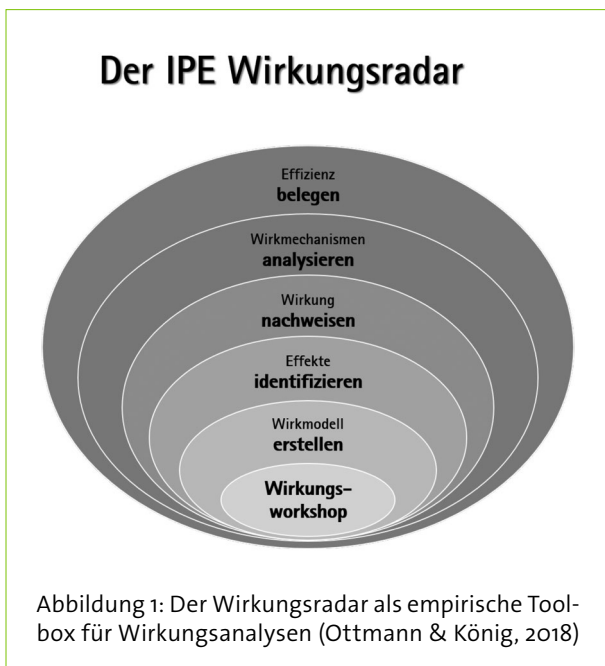 Der IPE Wirkungsradar
Effizienz
belegen
Wirkmechanismen
analysieren
Wirkung
nachweisen
Effekte
identifizieren
Wirkmodell
erstellen
Wirkungs-
workshop
Abbildung 1: Der Wirkungsradar als empirische Tool-
box für Wirkungsanalysen (Ottmann & König, 2018)